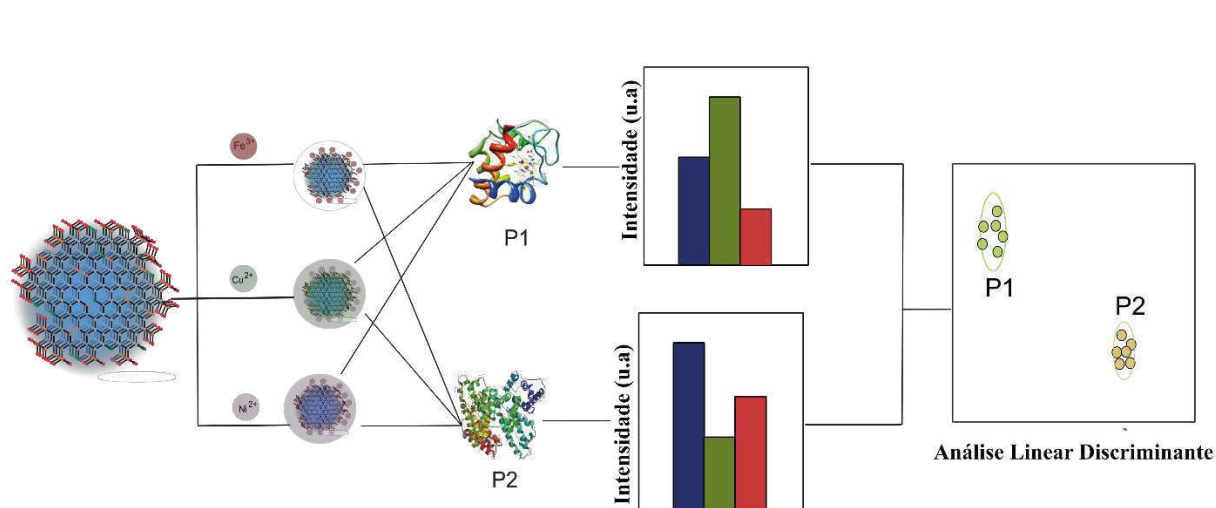 Fe³⁺
Cu²⁺
Ni²⁺
P1
P2
Intensidade (u.a)
Intensidade (u.a)
P1
P2
Análise Linear Discriminante